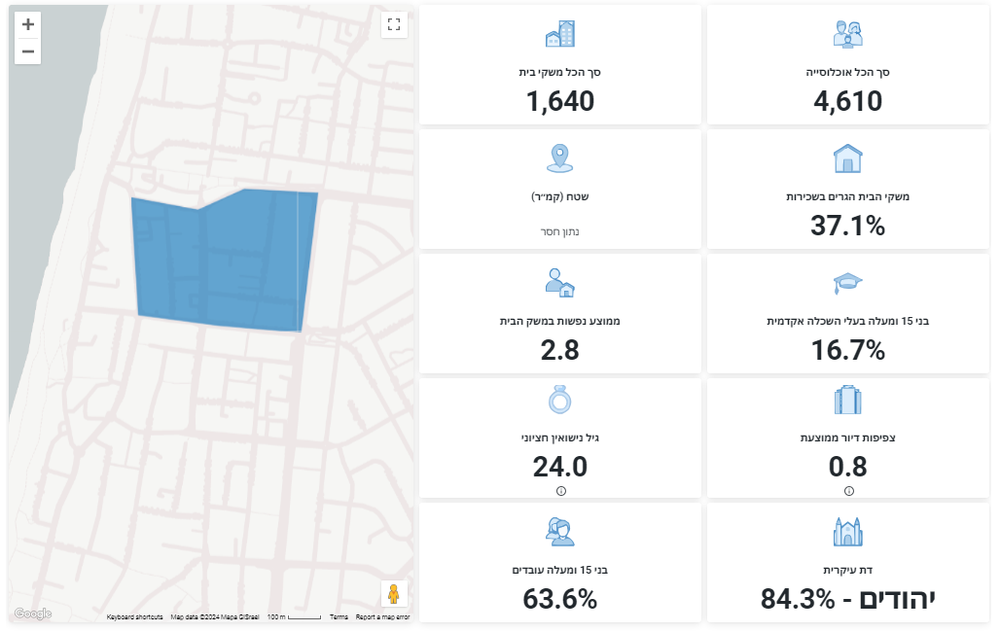 סך הכל אוכלוסייה
4,610
סך הכל משקי בית
1,640
משקי הבית הגרים בשכירות
37.1%
שטח (קמ״ר)
נתון חסר
בני 15 ומעלה בעלי השכלה אקדמית
16.7%
ממוצע נפשות במשק הבית
2.8
צפיפות דיור ממוצעת
0.8
גיל נישואין חציוני
24.0
דת עיקרית
יהודים - 84.3%
בני 15 ומעלה עובדים
63.6%
Google
Keyboard shortcuts Map data ©2024 Mapa GISrael 100 m Terms Report a map error